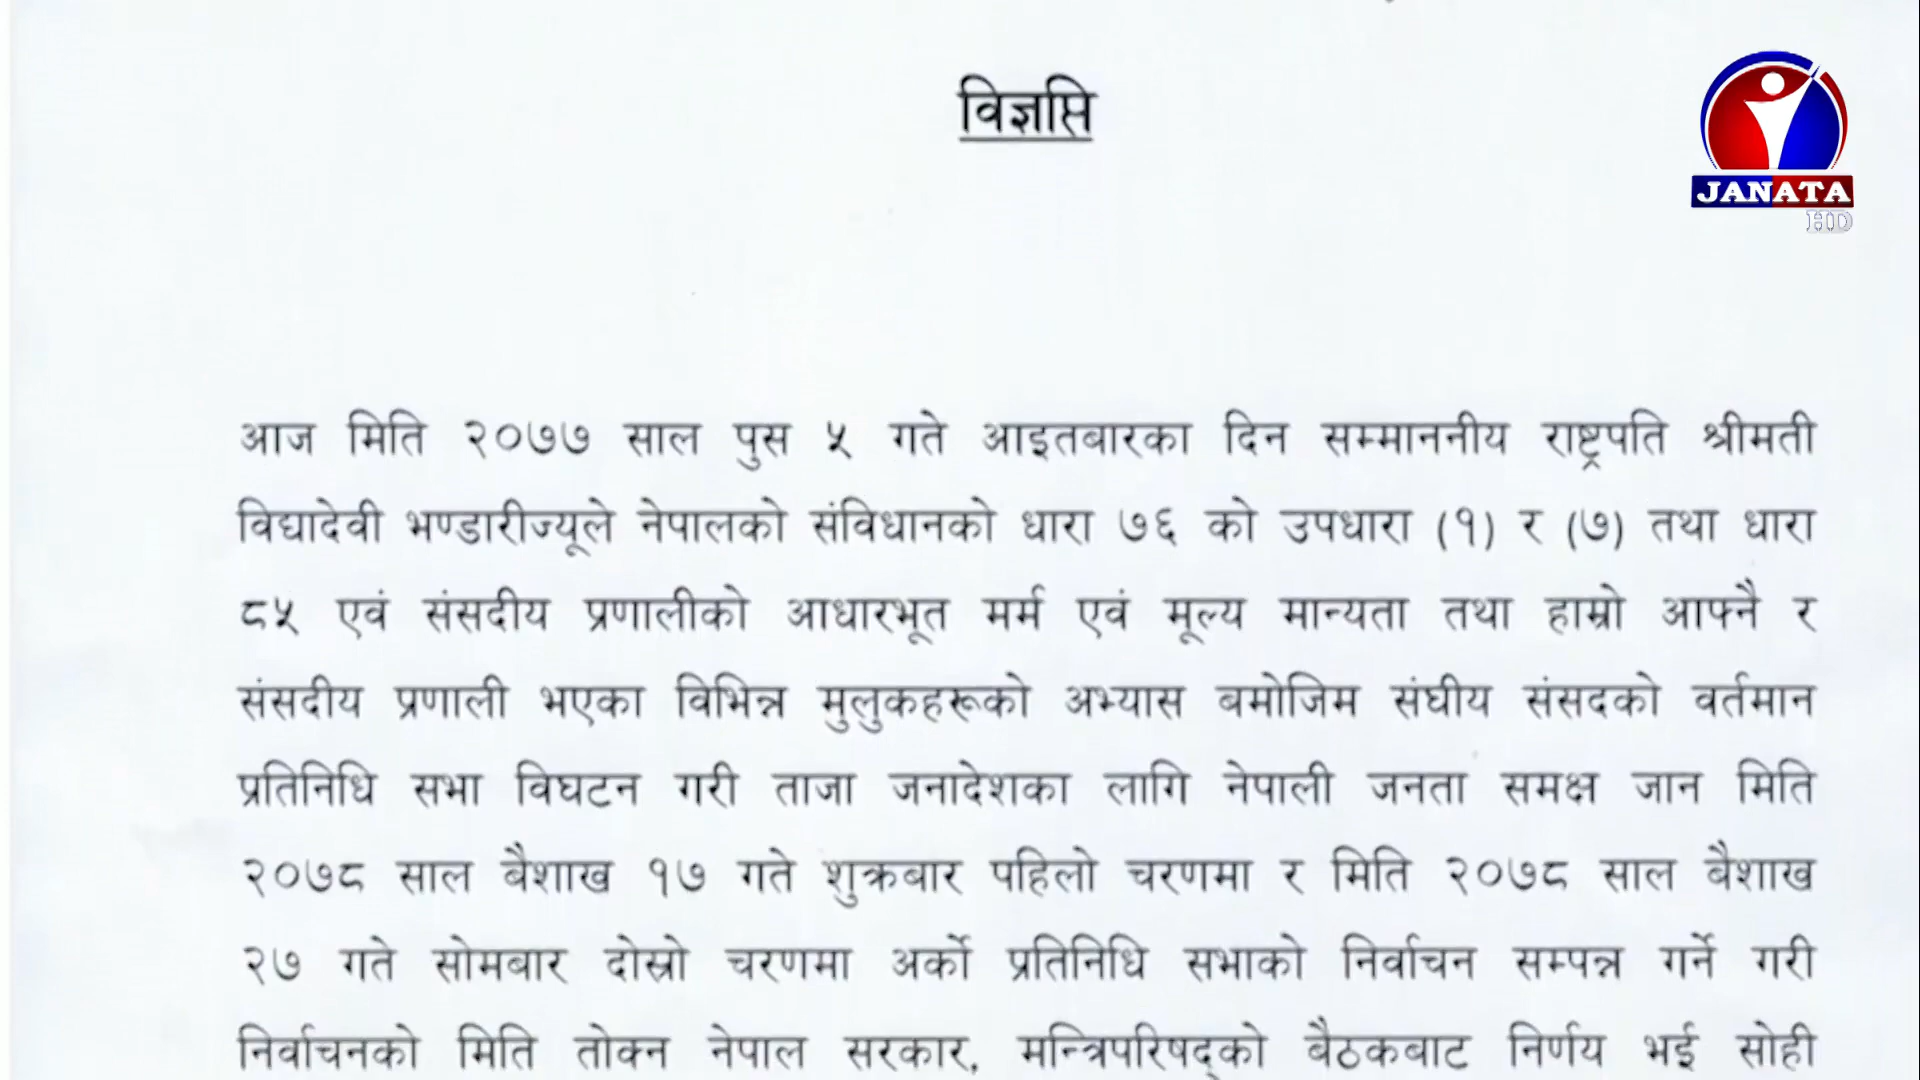 विज्ञप्ति
JANATA
HD
आज मिति २०७७ साल पुस ५ गते आइतबारका दिन सम्माननीय राष्ट्रपति श्रीमती
विद्यादेवी भण्डारीज्यूले नेपालको संविधानको धारा ७६ को उपधारा (१) र (७) तथा धारा
८५ एवं संसदीय प्रणालीको आधारभूत मर्म एवं मूल्य मान्यता तथा हाम्रो आफ्नै र
संसदीय प्रणाली भएका विभिन्न मुलुकहरूको अभ्यास बमोजिम संघीय संसदको वर्तमान
प्रतिनिधि सभा विघटन गरी ताजा जनादेशका लागि नेपाली जनता समक्ष जान मिति
२०७८ साल बैशाख १७ गते शुक्रबार पहिलो चरणमा र मिति २०७८ साल बैशाख
२७ गते सोमबार दोस्रो चरणमा अर्को प्रतिनिधि सभाको निर्वाचन सम्पन्न गर्ने गरी
निर्वाचनको मिति तोक्न नेपाल सरकार, मन्त्रिपरिषद्को बैठकबाट निर्णय भई सोही